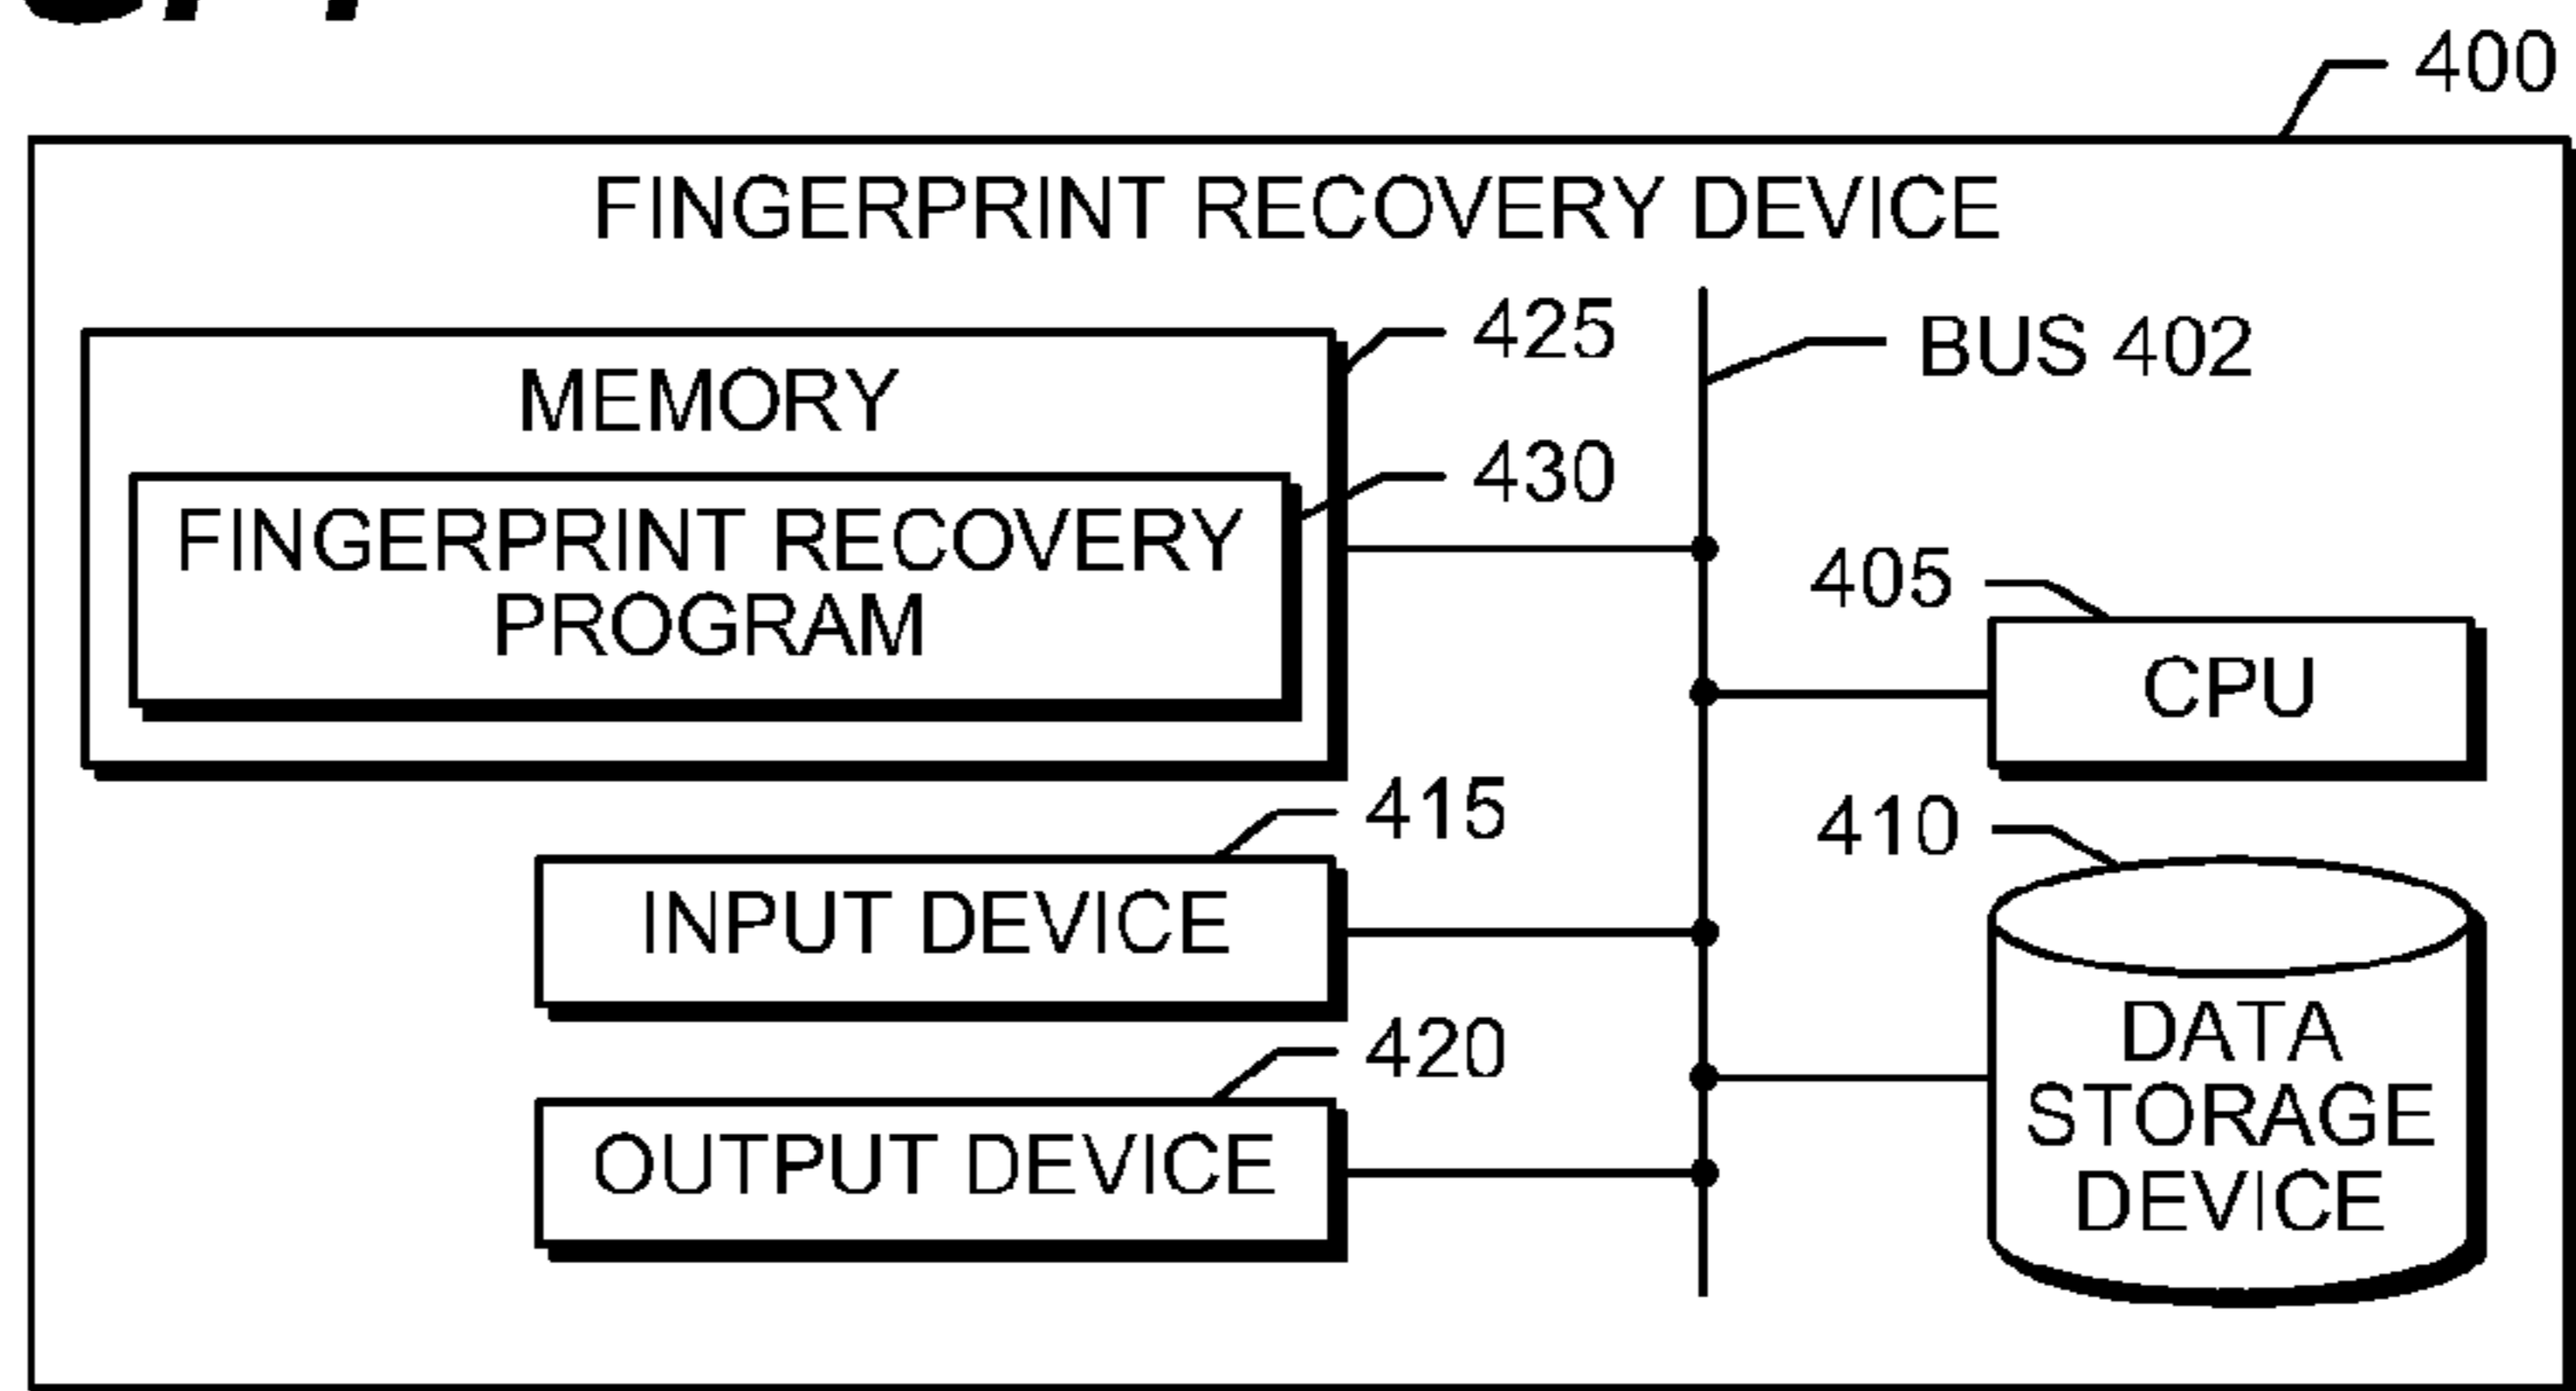 400
FINGERPRINT RECOVERY DEVICE
425
BUS 402
MEMORY
430
FINGERPRINT RECOVERY
PROGRAM
405
CPU
415
410
INPUT DEVICE
420
DATA
STORAGE
DEVICE
OUTPUT DEVICE